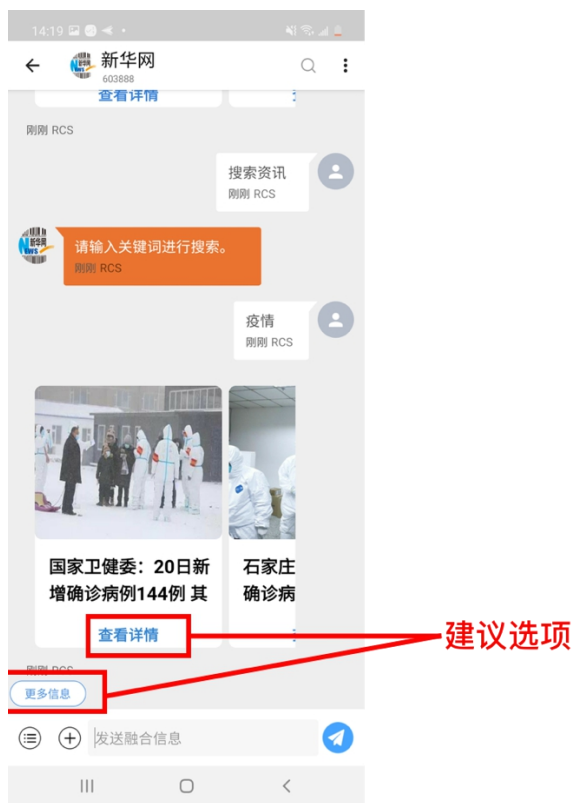 14:19
新华网
603888
查看详情
刚刚 RCS
搜索资讯
刚刚 RCS
新华网
NEWS
请输入关键词进行搜索。
刚刚 RCS
疫情
刚刚 RCS
国家卫健委：20日新
增确诊病例144例 其
石家庄
确诊病
查看详情
建议选项
刚刚 RCS
更多信息
发送融合信息